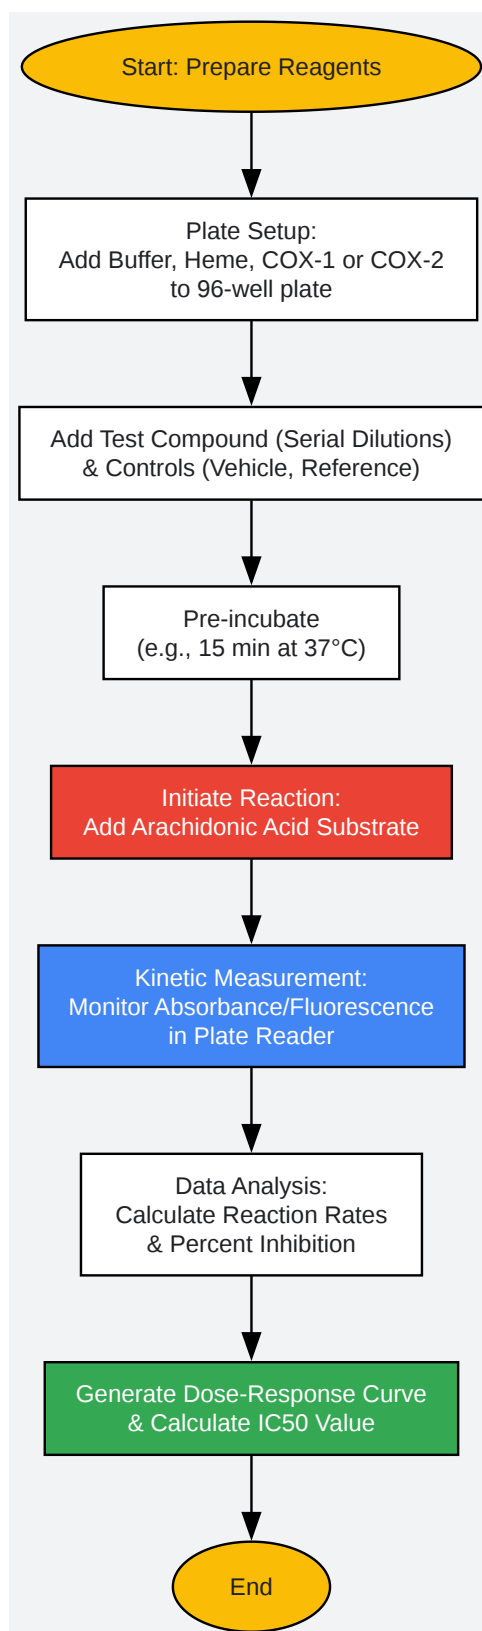 Start: Prepare Reagents
Plate Setup:
Add Buffer, Heme, COX-1 or COX-2
to 96-well plate
Add Test Compound (Serial Dilutions)
& Controls (Vehicle, Reference)
Pre-incubate
(e.g., 15 min at 37°C)
Initiate Reaction:
Add Arachidonic Acid Substrate
Kinetic Measurement:
Monitor Absorbance/Fluorescence
in Plate Reader
Data Analysis:
Calculate Reaction Rates
& Percent Inhibition
Generate Dose-Response Curve
& Calculate IC50 Value
End